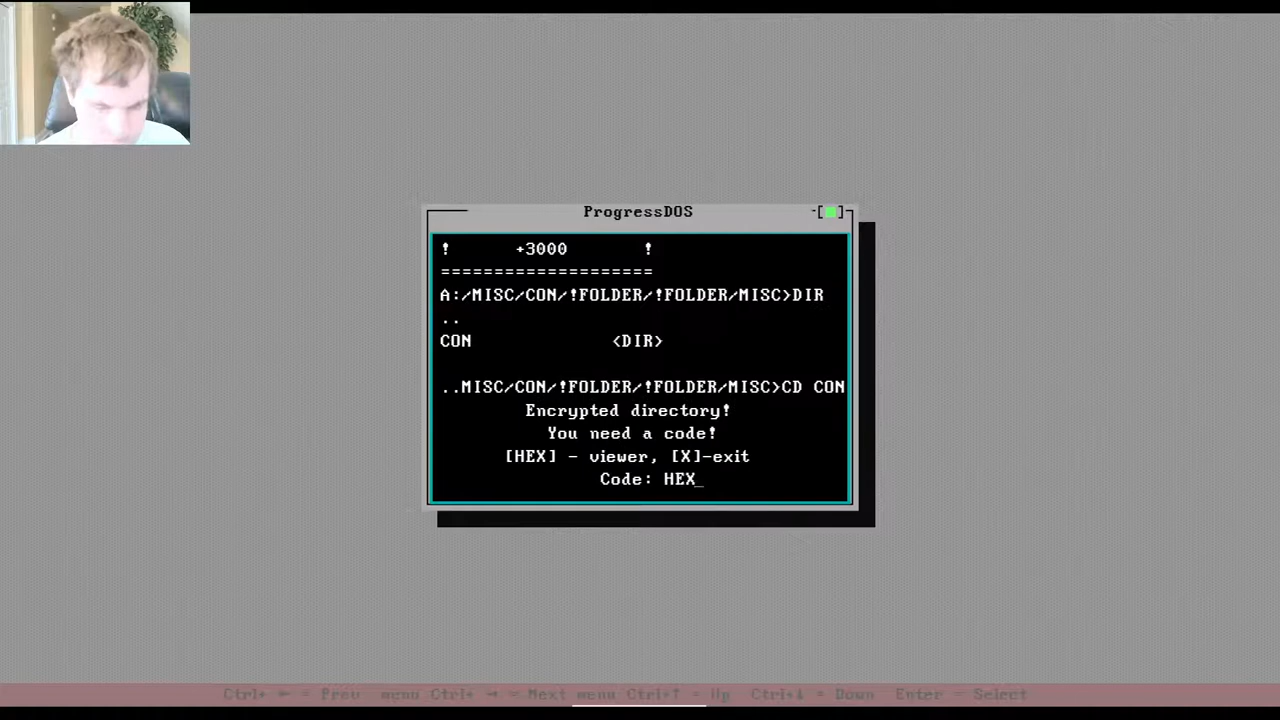 ProgressDOS
-[■]
! +3000 !
====================
A:/MISC/CON/!FOLDER/!FOLDER/MISC>DIR
..
CON <DIR>
..MISC/CON/!FOLDER/!FOLDER/MISC>CD CON
Encrypted directory!
You need a code!
[HEX] - viewer, [X]-exit
Code: HEX_
Ctrl+ ← = Prev menu Ctrl+ → = Next menu Ctrl+↑ = Up Ctrl+↓ = Down Enter = Select